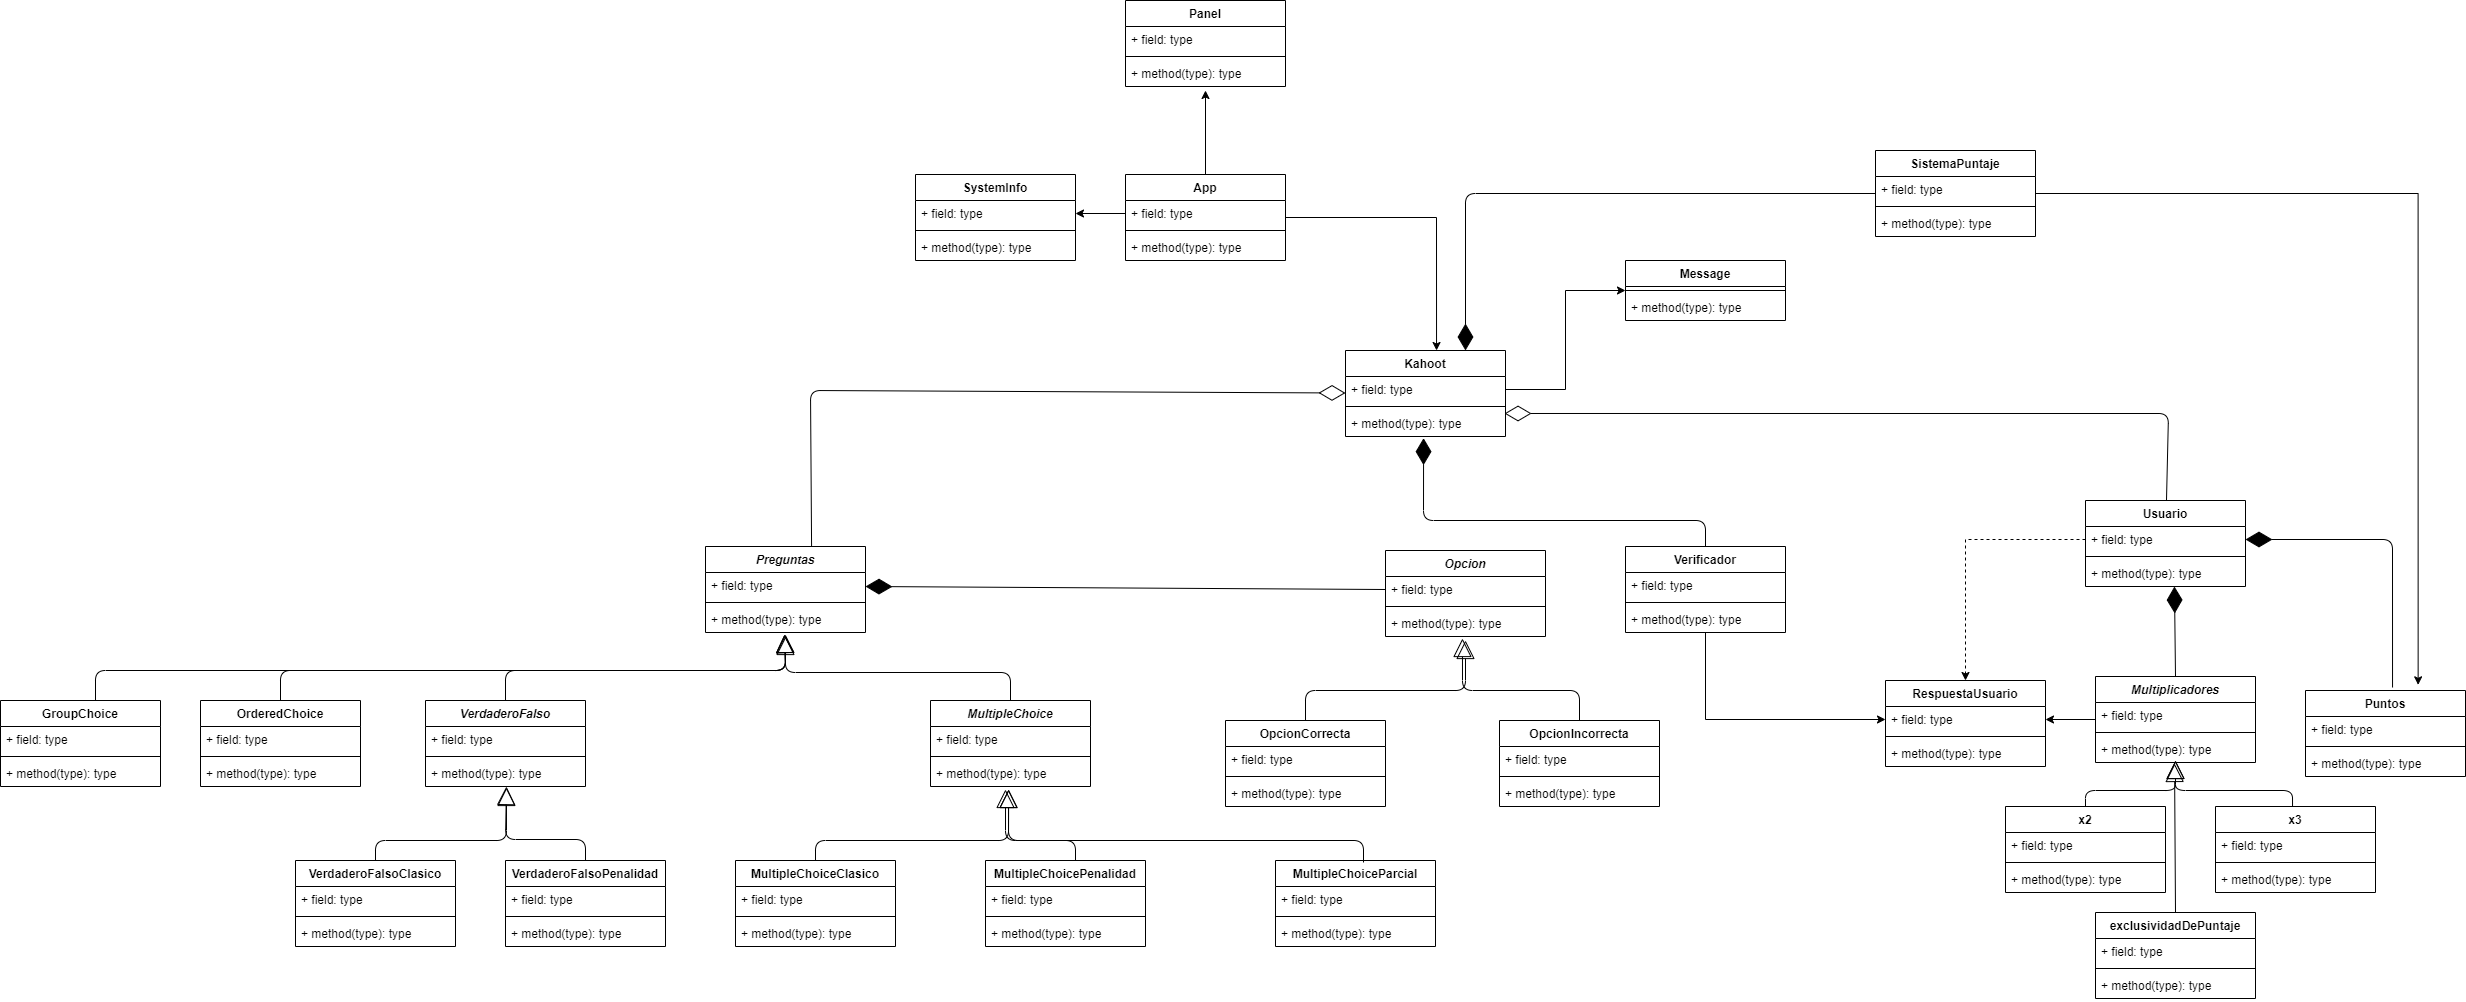 Panel
+ field: type
+ method(type): type
SistemaPuntaje
+ field: type
+ method(type): type
SystemInfo
+ field: type
+ method(type): type
App
+ field: type
+ method(type): type
Message
+ method(type): type
Kahoot
+ field: type
+ method(type): type
Usuario
+ field: type
+ method(type): type
Preguntas
+ field: type
+ method(type): type
Opcion
+ field: type
+ method(type): type
Verificador
+ field: type
+ method(type): type
RespuestaUsuario
+ field: type
+ method(type): type
Multiplicadores
+ field: type
+ method(type): type
Puntos
+ field: type
+ method(type): type
GroupChoice
+ field: type
+ method(type): type
OrderedChoice
+ field: type
+ method(type): type
VerdaderoFalso
+ field: type
+ method(type): type
MultipleChoice
+ field: type
+ method(type): type
OpcionCorrecta
+ field: type
+ method(type): type
OpcionIncorrecta
+ field: type
+ method(type): type
x2
+ field: type
+ method(type): type
x3
+ field: type
+ method(type): type
VerdaderoFalsoClasico
+ field: type
+ method(type): type
VerdaderoFalsoPenalidad
+ field: type
+ method(type): type
MultipleChoiceClasico
+ field: type
+ method(type): type
MultipleChoicePenalidad
+ field: type
+ method(type): type
MultipleChoiceParcial
+ field: type
+ method(type): type
exclusividadDePuntaje
+ field: type
+ method(type): type